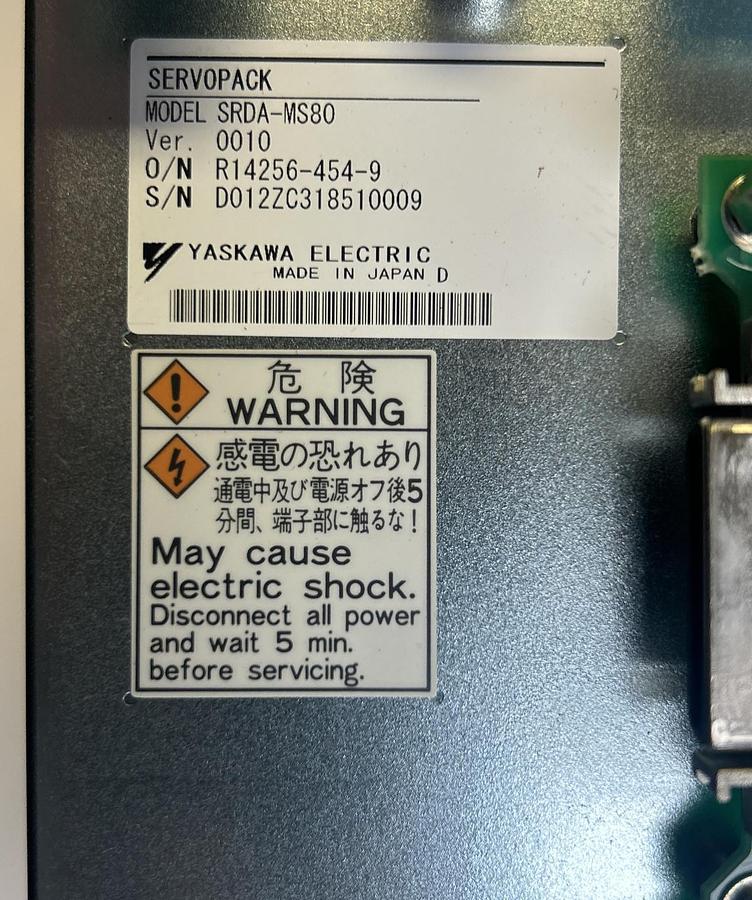 SERVOPACK
MODEL SRDA-MS80
Ver. 0010
O/N R14256-454-9
S/N D012ZC318510009
YASKAWA ELECTRIC
MADE IN JAPAN D
危 険
WARNING
感電の恐れあり
通電中及び電源オフ後5
分間、端子部に触るな!
May cause
electric shock.
Disconnect all power
and wait 5 min.
before servicing.